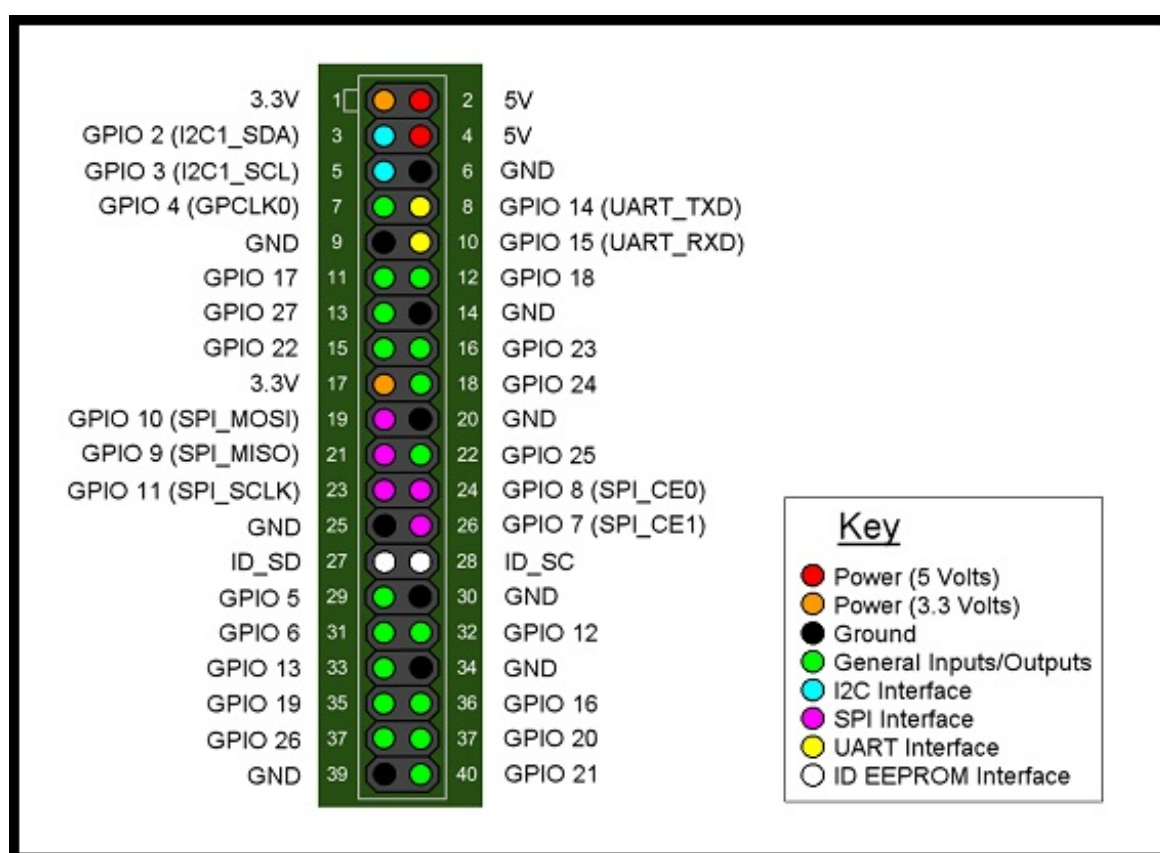 3.3V 1 2 5V
GPIO 2 (I2C1_SDA) 3 4 5V
GPIO 3 (I2C1_SCL) 5 6 GND
GPIO 4 (GPCLK0) 7 8 GPIO 14 (UART_TXD)
GND 9 10 GPIO 15 (UART_RXD)
GPIO 17 11 12 GPIO 18
GPIO 27 13 14 GND
GPIO 22 15 16 GPIO 23
3.3V 17 18 GPIO 24
GPIO 10 (SPI_MOSI) 19 20 GND
GPIO 9 (SPI_MISO) 21 22 GPIO 25
GPIO 11 (SPI_SCLK) 23 24 GPIO 8 (SPI_CE0)
GND 25 26 GPIO 7 (SPI_CE1)
ID_SD 27 28 ID_SC
GPIO 5 29 30 GND
GPIO 6 31 32 GPIO 12
GPIO 13 33 34 GND
GPIO 19 35 36 GPIO 16
GPIO 26 37 37 GPIO 20
GND 39 40 GPIO 21
Key
Power (5 Volts)
Power (3.3 Volts)
Ground
General Inputs/Outputs
I2C Interface
SPI Interface
UART Interface
ID EEPROM Interface